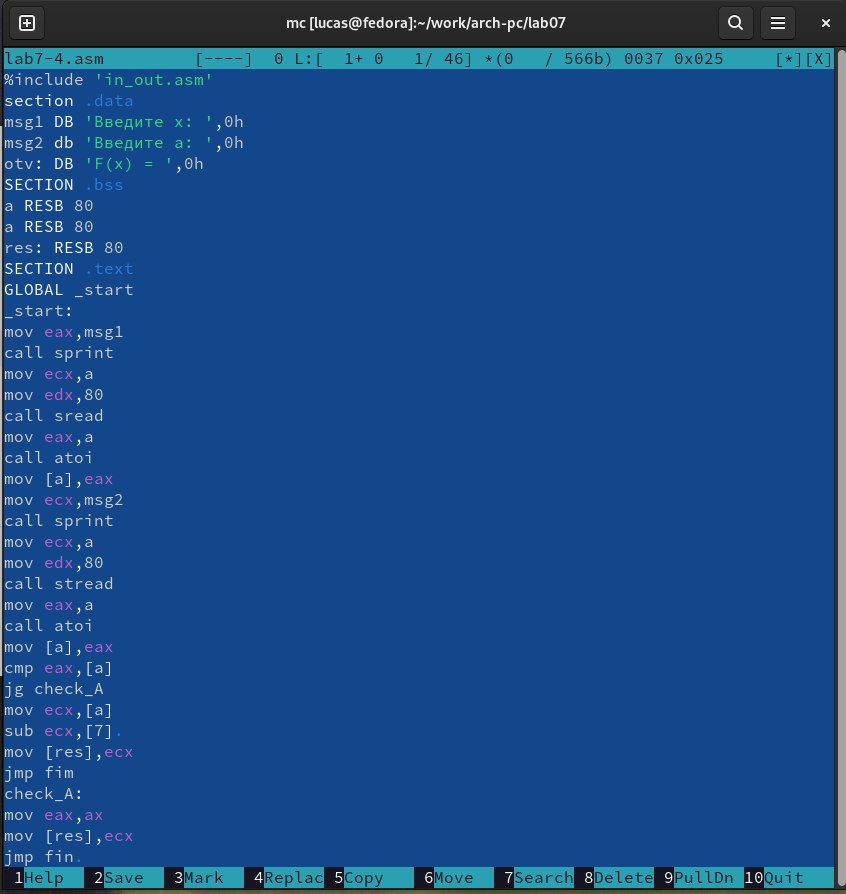 mc [lucas@fedora]:~/work/arch-pc/lab07
lab7-4.asm [----] 0 L:[ 1+ 0 1/ 46] *(0 / 566b) 0037 0x025 [*][X]
%include 'in_out.asm'
section .data
msg1 DB 'Введите x: ',0h
msg2 db 'Введите a: ',0h
otv: DB 'F(x) = ',0h
SECTION .bss
a RESB 80
a RESB 80
res: RESB 80
SECTION .text
GLOBAL _start
_start:
mov eax,msg1
call sprint
mov ecx,a
mov edx,80
call sread
mov eax,a
call atoi
mov [a],eax
mov ecx,msg2
call sprint
mov ecx,a
mov edx,80
call stread
mov eax,a
call atoi
mov [a],eax
cmp eax,[a]
jg check_A
mov ecx,[a]
sub ecx,[7].
mov [res],ecx
jmp fim
check_A:
mov eax,ax
mov [res],ecx
jmp fin.
1Help 2Save 3Mark 4Replac 5Copy 6Move 7Search 8Delete 9PullDn 10Quit